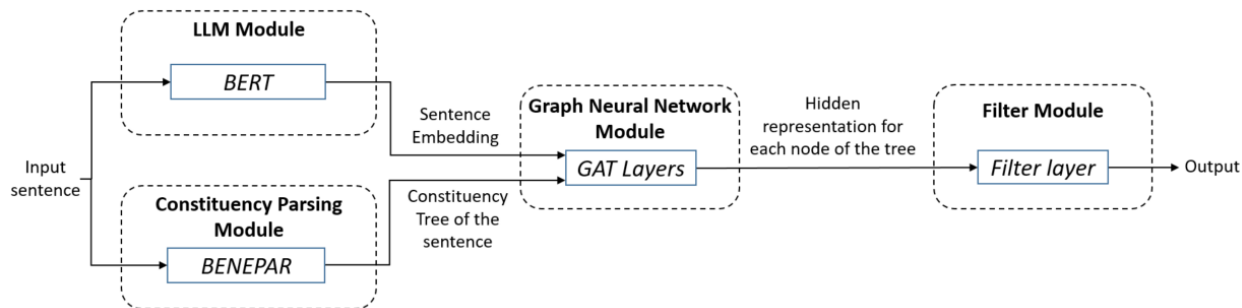 LLM Module
BERT
Input
sentence
Constituency Parsing
Module
BENEPAR
Sentence
Embedding
Constituency
Tree of the
sentence
Graph Neural Network
Module
GAT Layers
Hidden
representation for
each node of the tree
Filter Module
Filter layer
Output